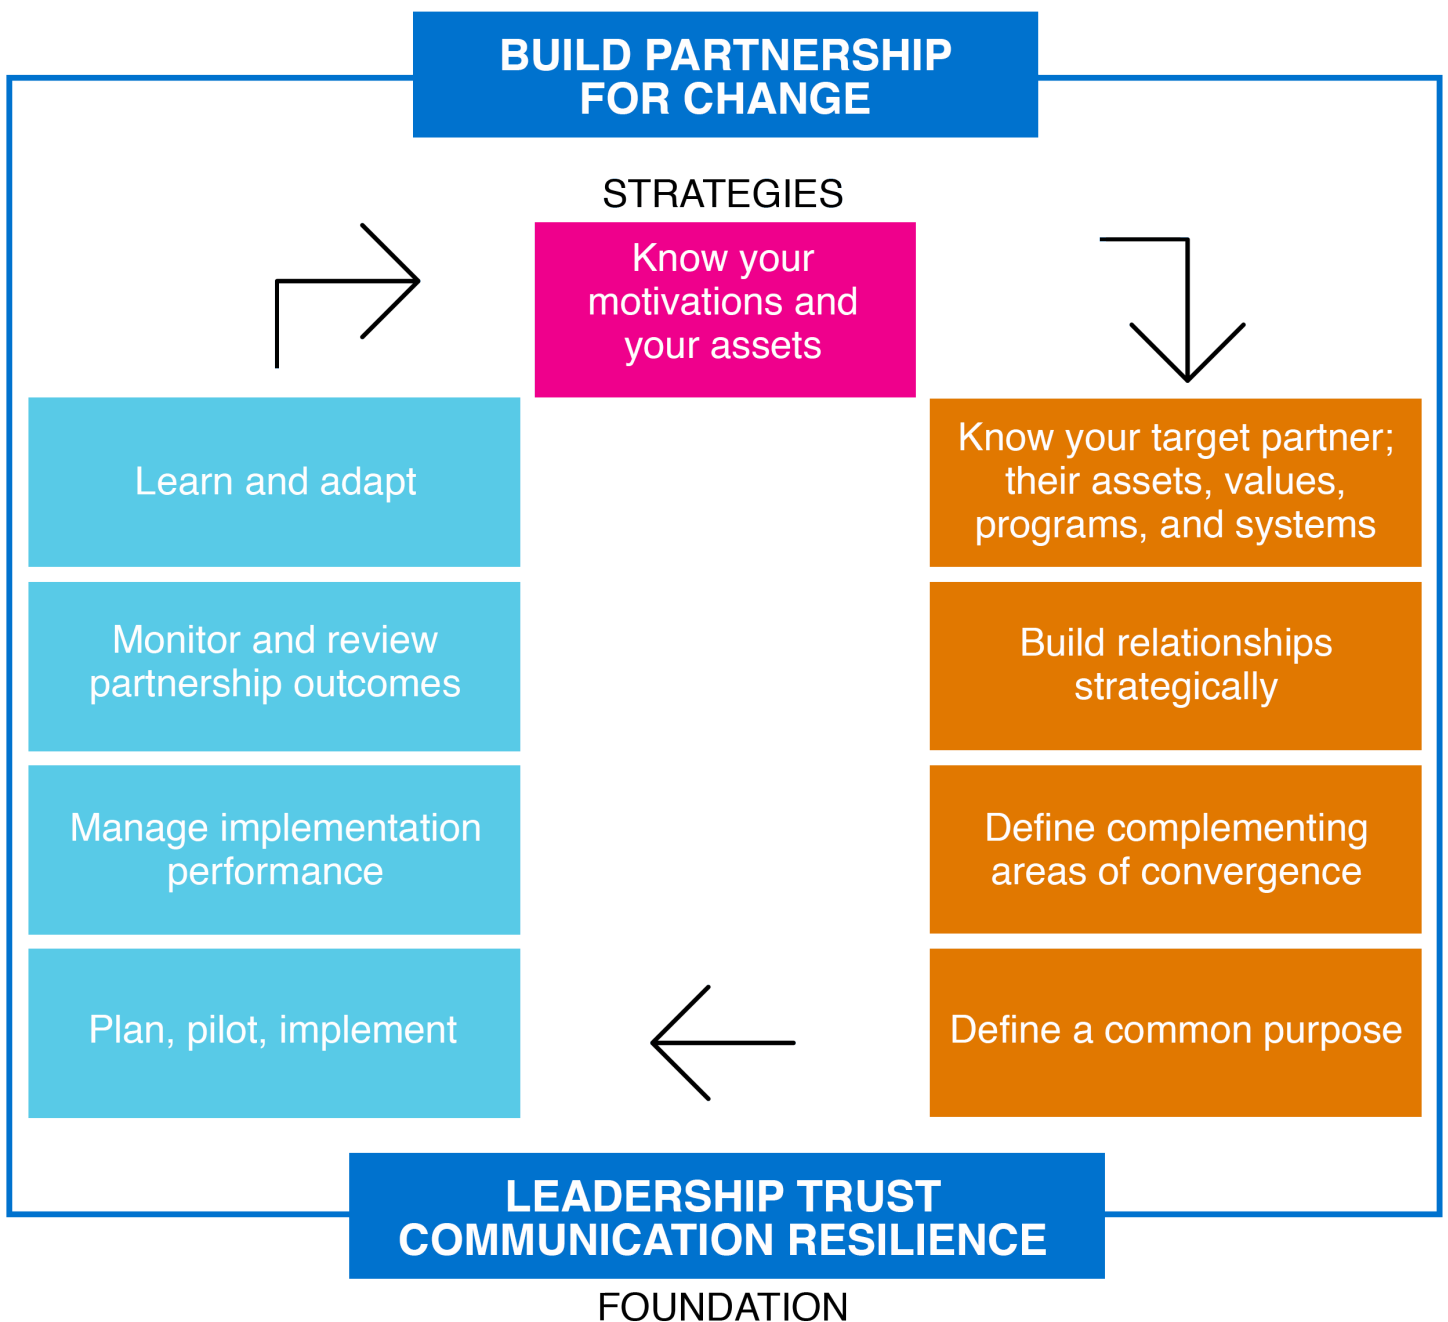 BUILD PARTNERSHIP
FOR CHANGE
STRATEGIES
Know your
motivations and
your assets
Know your target partner;
their assets, values,
programs, and systems
Build relationships
strategically
Define complementing
areas of convergence
Define a common purpose
Plan, pilot, implement
Manage implementation
performance
Monitor and review
partnership outcomes
Learn and adapt
LEADERSHIP TRUST
COMMUNICATION RESILIENCE
FOUNDATION